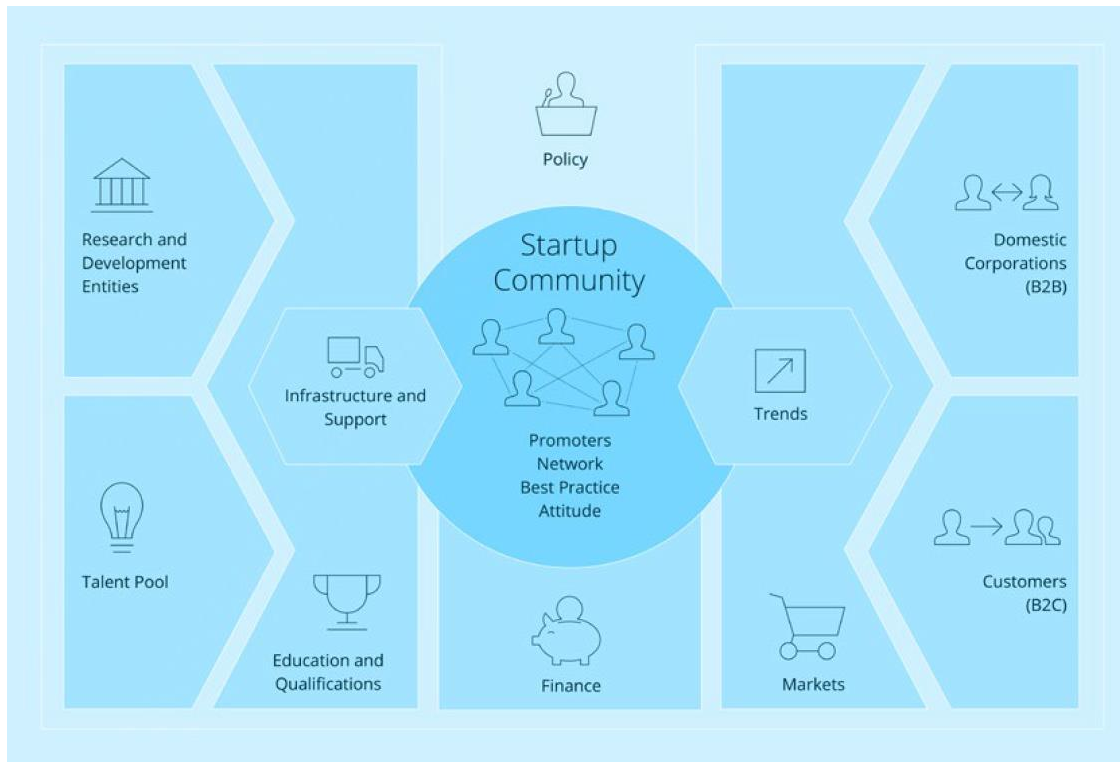 Policy
Startup
Community
Promoters
Network
Best Practice
Attitude
Research and
Development
Entities
Talent Pool
Infrastructure and
Support
Education and
Qualifications
Finance
Trends
Markets
Domestic
Corporations
(B2B)
Customers
(B2C)